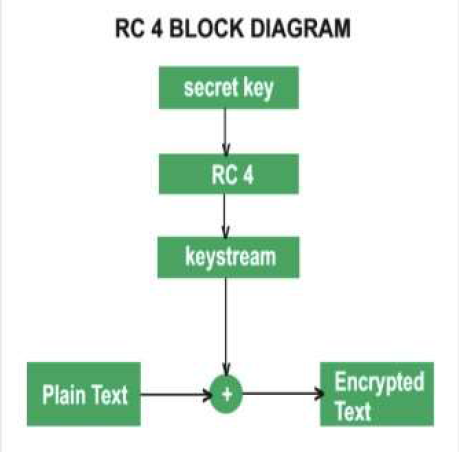 RC 4 BLOCK DIAGRAM
secret key
RC 4
keystream
Plain Text
+
Encrypted
Text